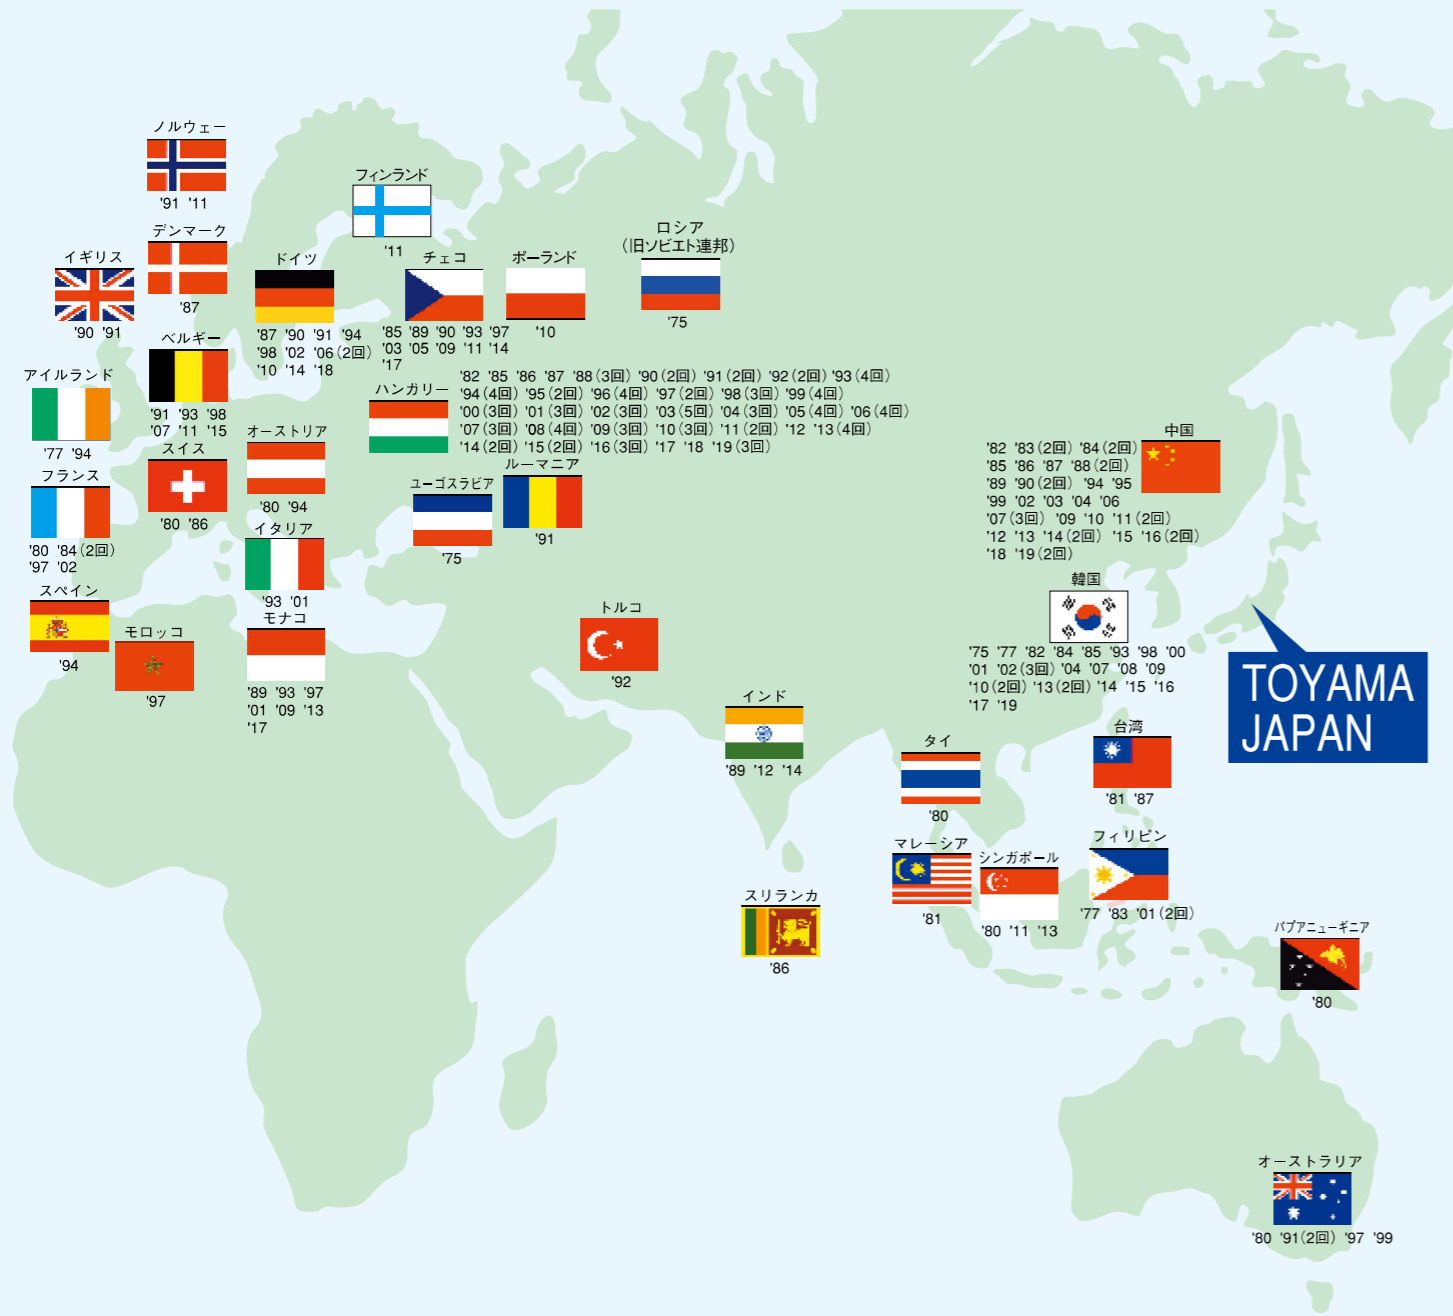 ノルウェー
'91 '11
フィンランド
'11
デンマーク
'87
イギリス
'90 '91
ドイツ
'87 '90 '91 '94
'98 '02 '06(2回)
'10 '14 '18
チェコ
'85 '89 '90 '93 '97
'03 '05 '09 '11 '14
'17
ポーランド
'10
ロシア
(旧ソビエト連邦)
'75
ベルギー
'91 '93 '98
'07 '11 '15
アイルランド
'77 '94
ハンガリー
'82 '85 '86 '87 '88(3回) '90(2回) '91(2回) '92(2回) '93(4回)
'94(4回) '95(2回) '96(4回) '97(2回) '98(3回) '99(4回)
'00(3回) '01(3回) '02(3回) '03(5回) '04(3回) '05(4回) '06(4回)
'07(3回) '08(4回) '09(3回) '10(3回) '11(2回) '12 '13(4回)
'14(2回) '15(2回) '16(3回) '17 '18 '19(3回)
オーストリア
'80 '94
スイス
'80 '86
フランス
'80 '84(2回)
'97 '02
ユーゴスラビア
'75
ルーマニア
'91
イタリア
'93 '01
スペイン
'94
モロッコ
'97
モナコ
'89 '93 '97
'01 '09 '13
'17
トルコ
'92
中国
'82 '83(2回) '84(2回)
'85 '86 '87 '88(2回)
'89 '90(2回) '94 '95
'99 '02 '03 '04 '06
'07(3回) '09 '10 '11(2回)
'12 '13 '14(2回) '15 '16(2回)
'18 '19(2回)
韓国
'75 '77 '82 '84 '85 '93 '98 '00
'01 '02(3回) '04 '07 '08 '09
'10(2回) '13(2回) '14 '15 '16
'17 '19
TOYAMA
JAPAN
インド
'89 '12 '14
タイ
'80
台湾
'81 '87
マレーシア
'81
シンガポール
'80 '11 '13
フィリピン
'77 '83 '01(2回)
スリランカ
'86
パプアニューギニア
'80
オーストラリア
'80 '91(2回) '97 '99